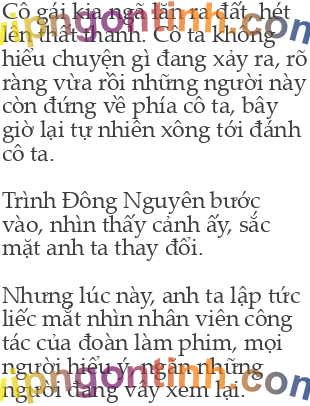 Cô gái kia ngã lăn ra đất, hét
lên thất thanh. Cô ta không
hiểu chuyện gì đang xảy ra, rõ
ràng vừa rồi những người này
còn đứng về phía cô ta, bây
giờ lại tự nhiên xông tới đánh
cô ta.
Trình Đông Nguyên bước
vào, nhìn thấy cảnh ấy, sắc
mặt anh ta thay đổi.
Nhưng lúc này, anh ta lập tức
liếc mắt nhìn nhân viên công
tác của đoàn làm phim, mọi
người hiểu ý, ngăn những
người đang vây xem lại.
vipngontinh.com
vipngontinh.com